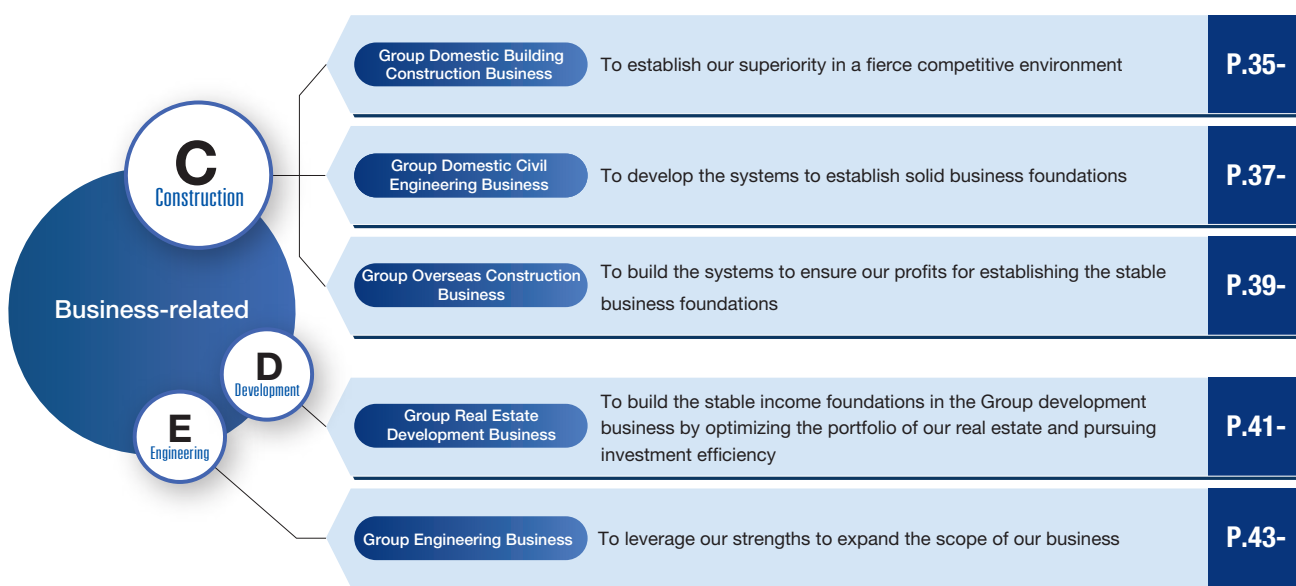 Business-related
C
Construction
Group Domestic Building
Construction Business
To establish our superiority in a fierce competitive environment
P.35-
Group Domestic Civil
Engineering Business
To develop the systems to establish solid business foundations
P.37-
Group Overseas Construction
Business
To build the systems to ensure our profits for establishing the stable
business foundations
P.39-
D
Development
Group Real Estate
Development Business
To build the stable income foundations in the Group development
business by optimizing the portfolio of our real estate and pursuing
investment efficiency
P.41-
E
Engineering
Group Engineering Business
To leverage our strengths to expand the scope of our business
P.43-